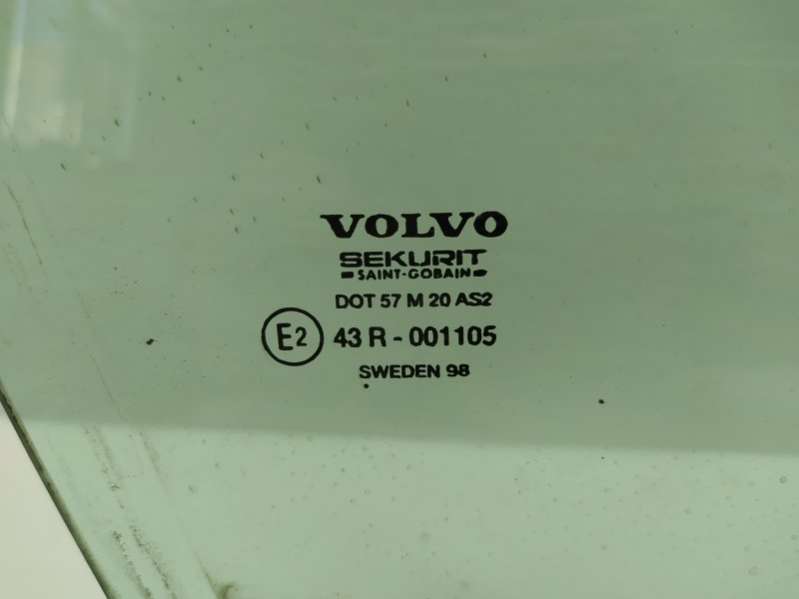 VOLVO
SEKURIT
SAINT-GOBAIN
DOT 57 M 20 AS2
E2 43 R - 001105
SWEDEN 98